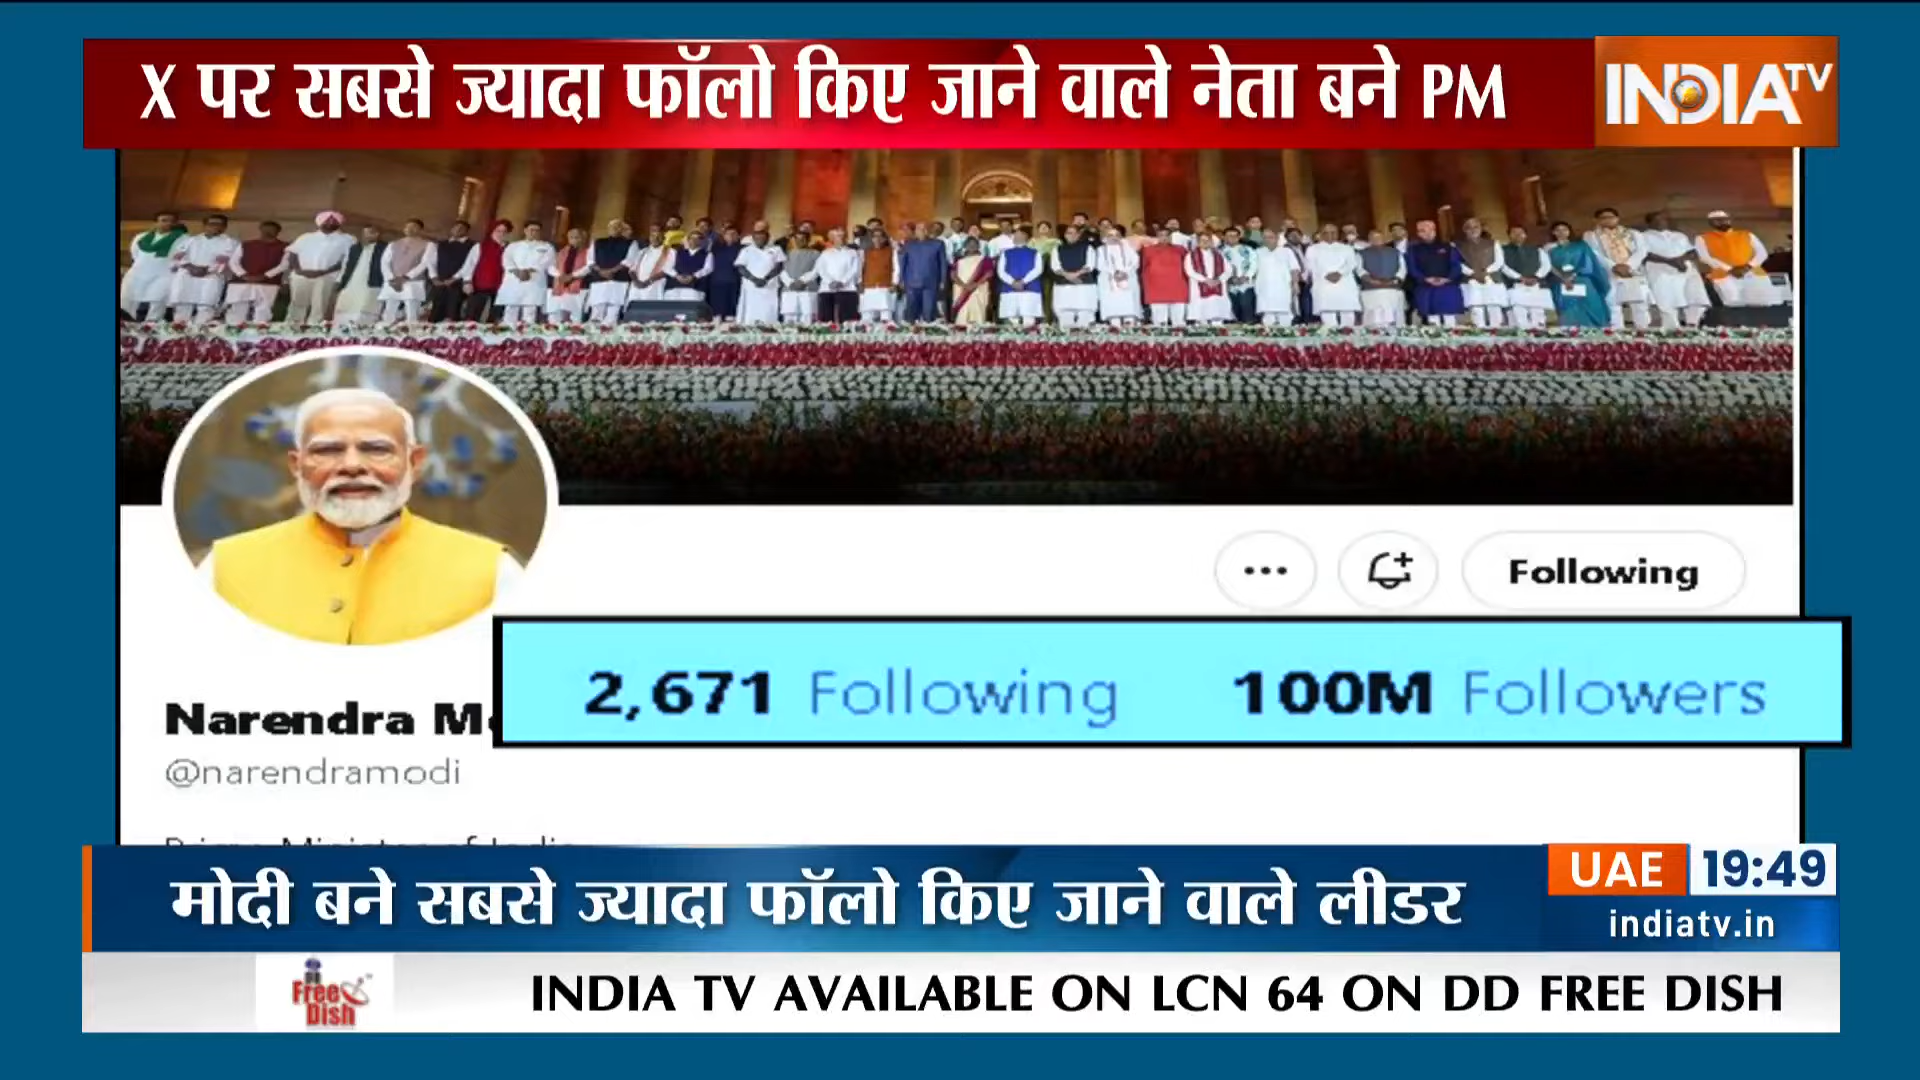 X पर सबसे ज्यादा फॉलो किए जाने वाले नेता बने PM
INDIA TV
Following
2,671 Following 100M Followers
Narendra
@narendramodi
मोदी बने सबसे ज्यादा फॉलो किए जाने वाले लीडर
UAE 19:49
indiatv.in
Free Dish
INDIA TV AVAILABLE ON LCN 64 ON DD FREE DISH